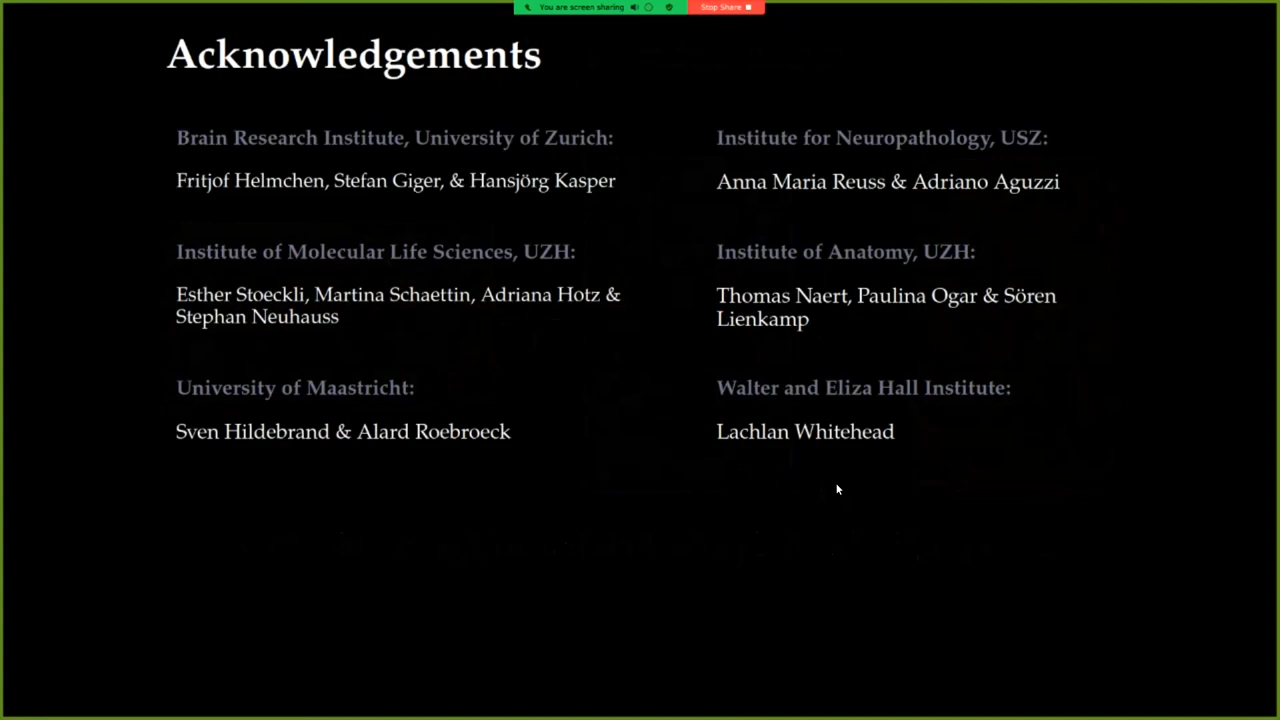 You are screen sharing
Stop Share
Acknowledgements
Brain Research Institute, University of Zurich:
Fritjof Helmchen, Stefan Giger, & Hansjörg Kasper
Institute of Molecular Life Sciences, UZH:
Esther Stoeckli, Martina Schaettin, Adriana Hotz &
Stephan Neuhauss
University of Maastricht:
Sven Hildebrand & Alard Roebroeck
Institute for Neuropathology, USZ:
Anna Maria Reuss & Adriano Aguzzi
Institute of Anatomy, UZH:
Thomas Naert, Paulina Ogar & Sören
Lienkamp
Walter and Eliza Hall Institute:
Lachlan Whitehead